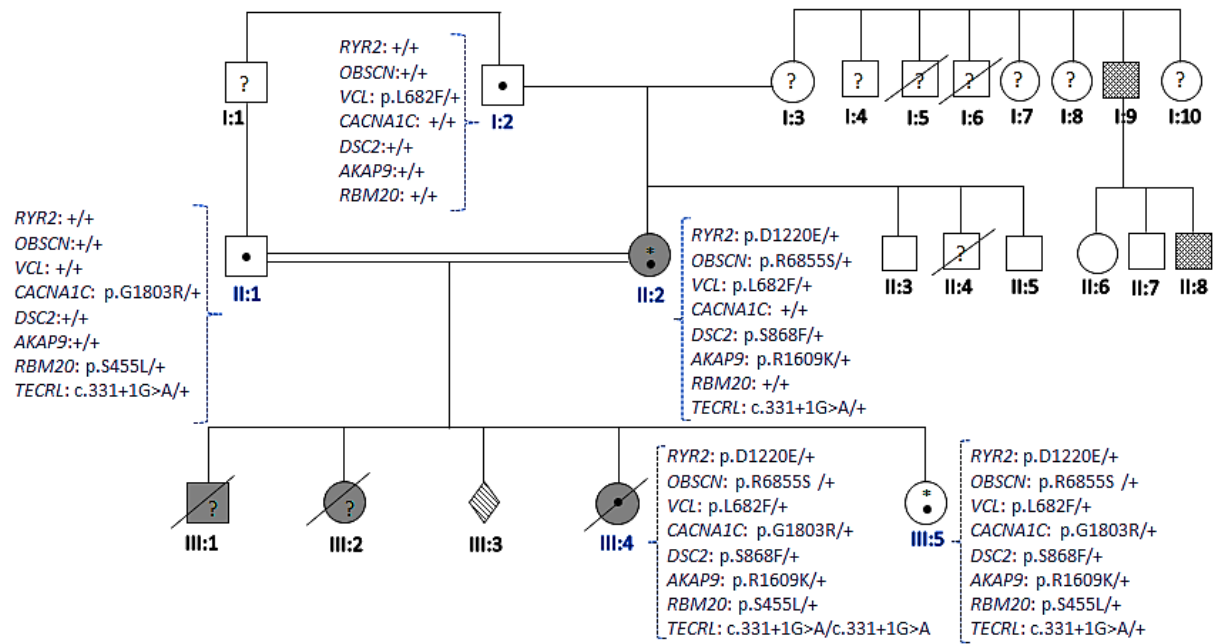 RYR2: +/+
OBSCN:+/+
VCL: p.L682F/+
CACNA1C: +/+
DSC2:+/+
AKAP9:+/+
RBM20: +/+
?
I:1
•
I:2
?
I:3
?
I:4
?
I:5
?
I:6
?
I:7
?
I:8
I:9
?
I:10
RYR2: +/+
OBSCN:+/+
VCL: +/+
CACNA1C: p.G1803R/+
DSC2:+/+
AKAP9:+/+
RBM20: p.S455L/+
TECRL: c.331+1G>A/+
•
II:1
*
•
II:2
RYR2: p.D1220E/+
OBSCN: p.R6855S/+
VCL: p.L682F/+
CACNA1C: +/+
DSC2: p.S868F/+
AKAP9: p.R1609K/+
RBM20: +/+
TECRL: c.331+1G>A/+
II:3
?
II:4
II:5
II:6
II:7
II:8
?
III:1
?
III:2
III:3
•
III:4
RYR2: p.D1220E/+
OBSCN: p.R6855S /+
VCL: p.L682F/+
CACNA1C: p.G1803R/+
DSC2: p.S868F/+
AKAP9: p.R1609K/+
RBM20: p.S455L/+
TECRL: c.331+1G>A/c.331+1G>A
*
•
III:5
RYR2: p.D1220E/+
OBSCN: p.R6855S /+
VCL: p.L682F/+
CACNA1C: p.G1803R/+
DSC2: p.S868F/+
AKAP9: p.R1609K/+
RBM20: p.S455L/+
TECRL: c.331+1G>A/+